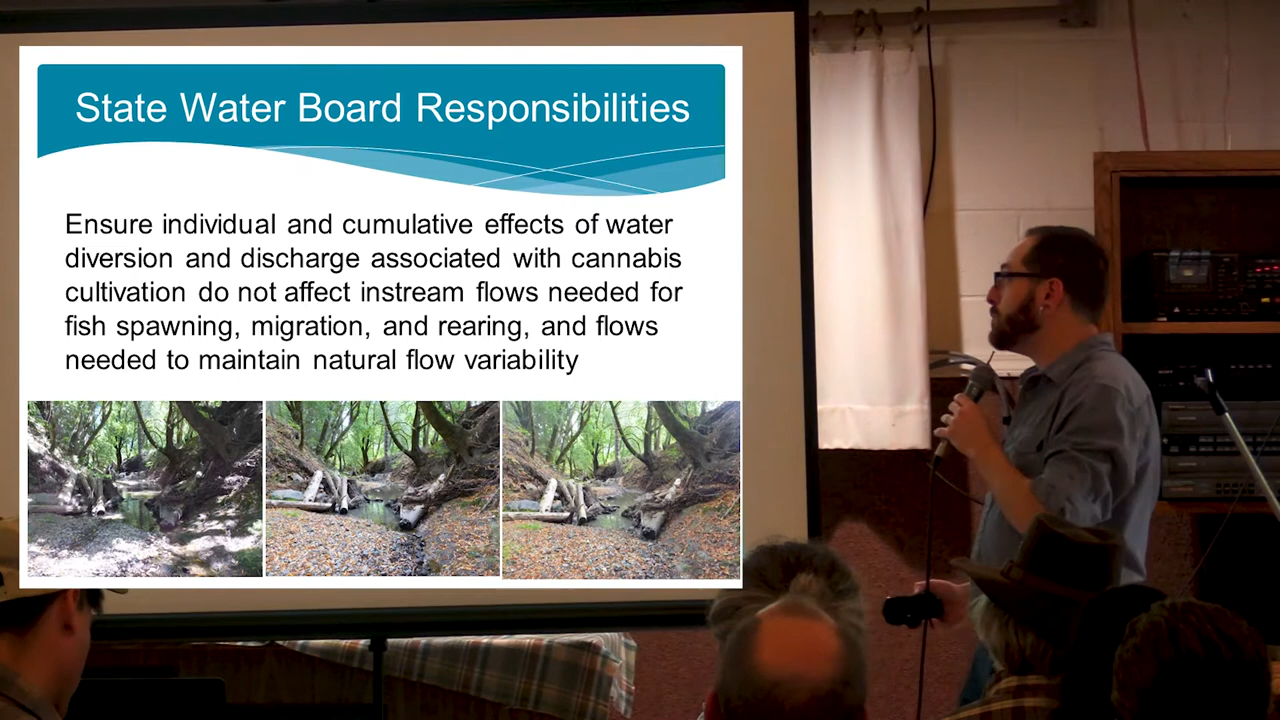 State Water Board Responsibilities
Ensure individual and cumulative effects of water
diversion and discharge associated with cannabis
cultivation do not affect instream flows needed for
fish spawning, migration, and rearing, and flows
needed to maintain natural flow variability